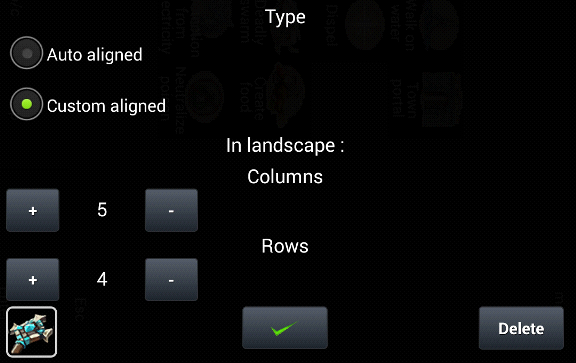 Type
Auto aligned
Custom aligned
In landscape :
Columns
+ 5 -
Rows
+ 4 -
Delete